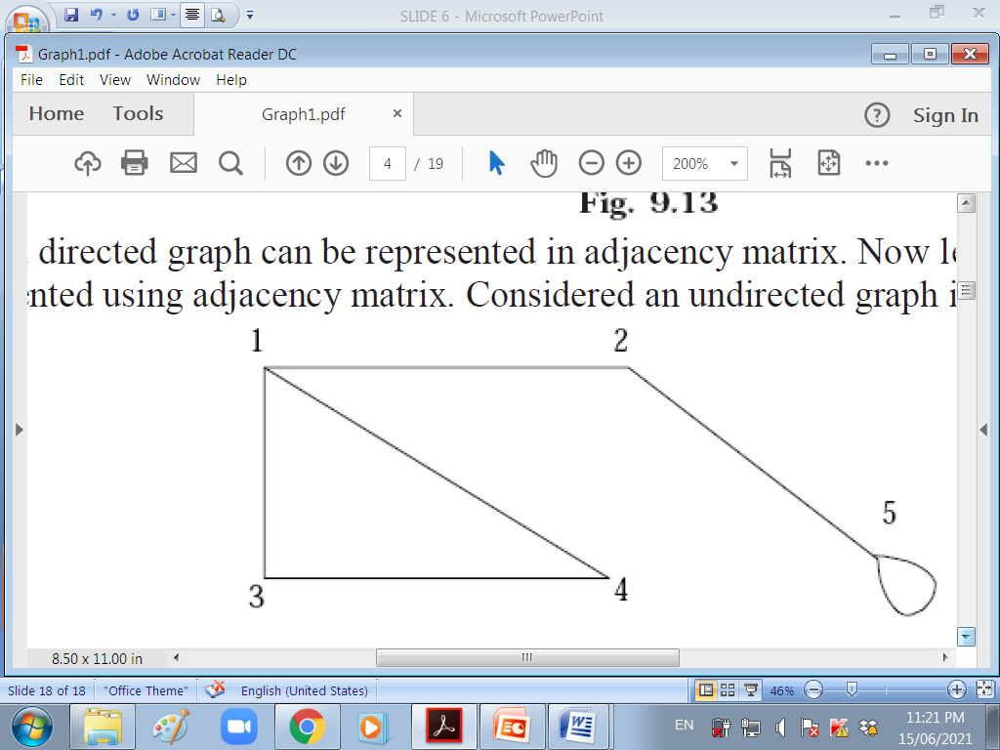 SLIDE 6 - Microsoft PowerPoint
Graph1.pdf - Adobe Acrobat Reader DC
File Edit View Window Help
Home Tools Graph1.pdf × ? Sign In
4 / 19 200%
Fig. 9.13
directed graph can be represented in adjacency matrix. Now le
ented using adjacency matrix. Considered an undirected graph i
1 2
5
3 4
8.50 x 11.00 in
Slide 18 of 18 "Office Theme" English (United States) 46%
EN 11:21 PM
15/06/2021